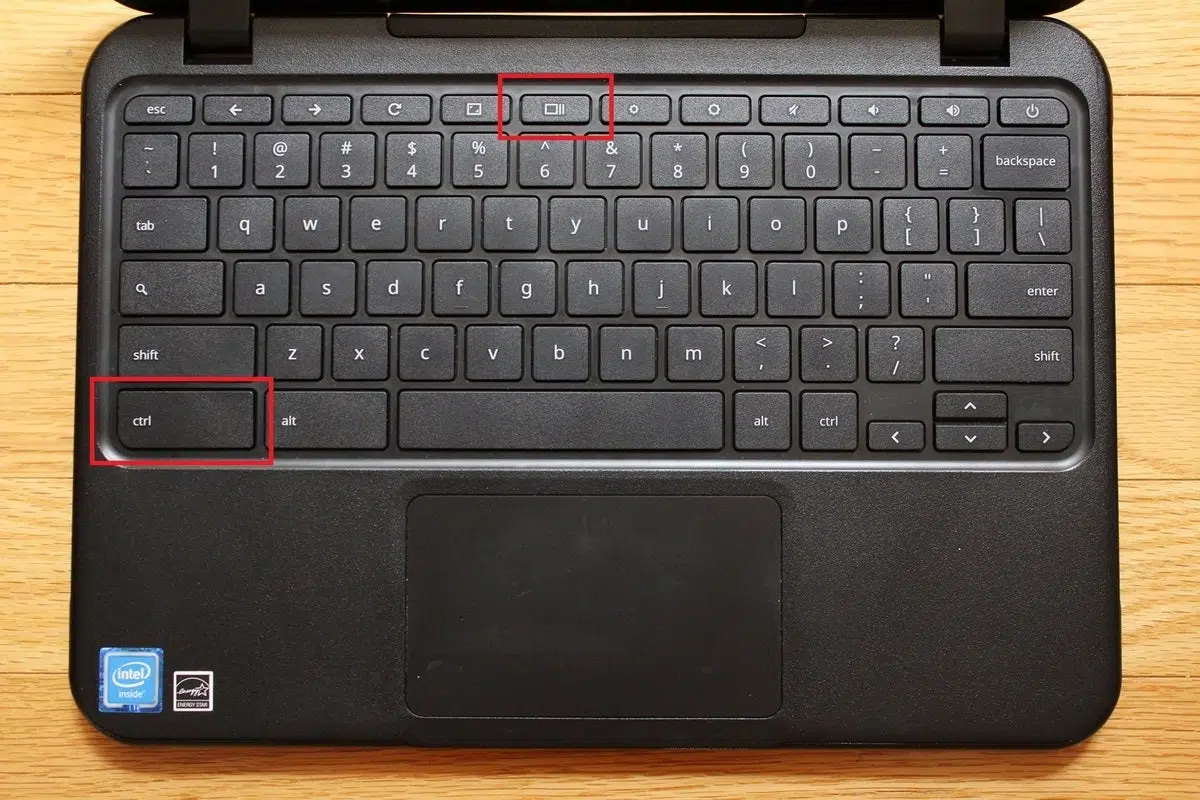 esc
~ ! @ # $ % ^ & * ( ) – +
` 1 2 3 4 5 6 7 8 9 0 - = backspace
tab q w e r t y u i o p { } |
[ ] \
a s d f g h j k l : " enter
; '
shift z x c v b n m < > ? shift
, . /
ctrl alt alt ctrl
intel
inside
ENERGY STAR